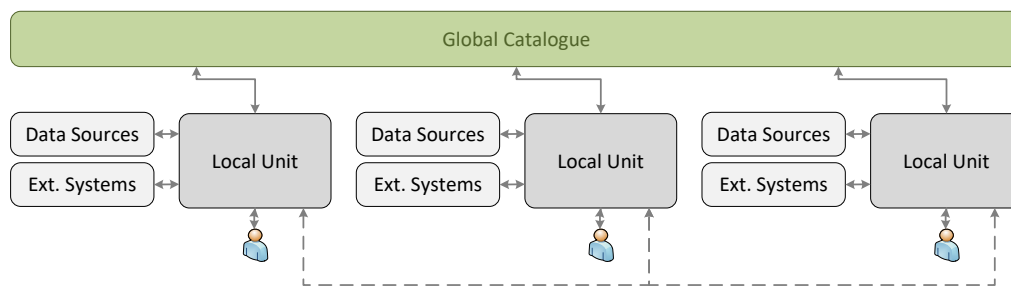 Global Catalogue
Data Sources
Local Unit
Ext. Systems
Data Sources
Local Unit
Ext. Systems
Data Sources
Local Unit
Ext. Systems